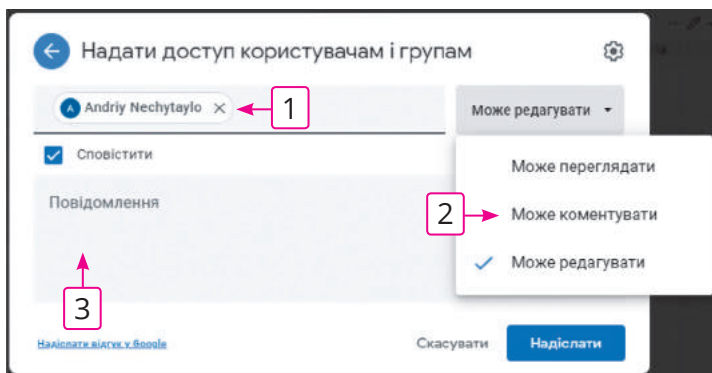 Надати доступ користувачам і групам
A Andriy Nechytaylo × 1
Може редагувати
Сповістити
Може переглядати
Повідомлення
2 Може коментувати
Може редагувати
3
Надіслати відгук у Google
Скасувати
Надіслати